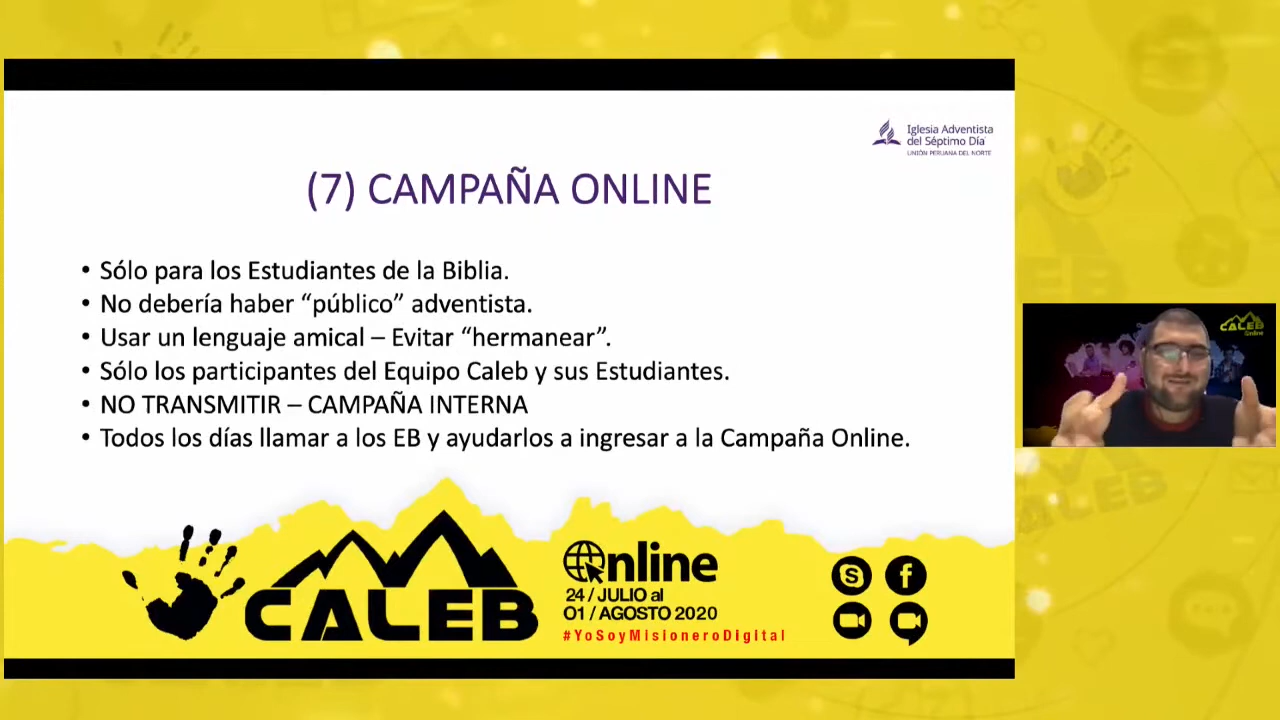 Iglesia Adventista
del Séptimo Día
UNIÓN PERUANA DEL NORTE
(7) CAMPAÑA ONLINE
• Sólo para los Estudiantes de la Biblia.
• No debería haber “público” adventista.
• Usar un lenguaje amical – Evitar “hermanear”.
• Sólo los participantes del Equipo Caleb y sus Estudiantes.
• NO TRANSMITIR – CAMPAÑA INTERNA
• Todos los días llamar a los EB y ayudarlos a ingresar a la Campaña Online.
CALEB
Online
24 / JULIO al
01 / AGOSTO 2020
#YoSoyMisioneroDigital
CALEB
Online
CALEB